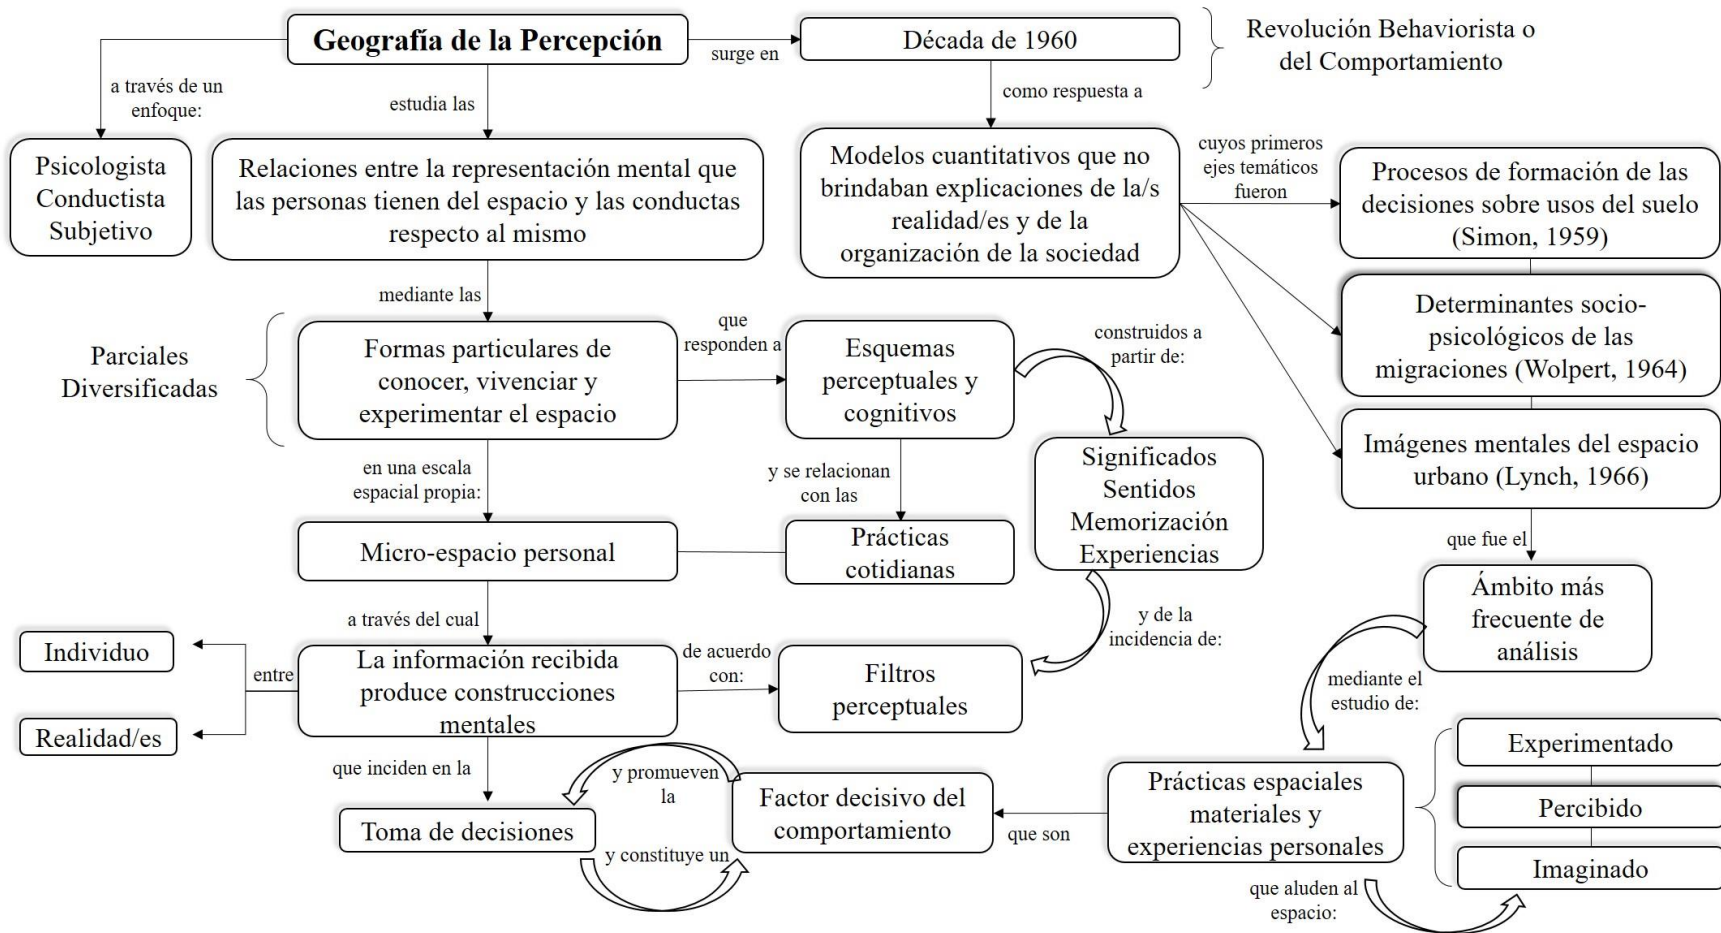 Geografía de la Percepción
surge en
Década de 1960
Revolución Behaviorista o
del Comportamiento
a través de un
enfoque:
estudia las
como respuesta a
Psicologista
Conductista
Subjetivo
Relaciones entre la representación mental que
las personas tienen del espacio y las conductas
respecto al mismo
Modelos cuantitativos que no
brindaban explicaciones de la/s
realidad/es y de la
organización de la sociedad
cuyos primeros
ejes temáticos
fueron
Procesos de formación de las
decisiones sobre usos del suelo
(Simon, 1959)
Determinantes socio-
psicológicos de las
migraciones (Wolpert, 1964)
Imágenes mentales del espacio
urbano (Lynch, 1966)
mediante las
Parciales
Diversificadas
Formas particulares de
conocer, vivenciar y
experimentar el espacio
que
responden a
Esquemas
perceptuales y
cognitivos
construidos a
partir de:
Significados
Sentidos
Memorización
Experiencias
en una escala
espacial propia:
y se relacionan
con las
Micro-espacio personal
Prácticas
cotidianas
que fue el
Ámbito más
frecuente de
análisis
a través del cual
y de la
incidencia de:
Individuo
Realidad/es
entre
La información recibida
produce construcciones
mentales
de acuerdo
con:
Filtros
perceptuales
mediante el
estudio de:
que inciden en la
Toma de decisiones
y promueven
la
y constituye un
Factor decisivo del
comportamiento
que son
Prácticas espaciales
materiales y
experiencias personales
que aluden al
espacio:
Experimentado
Percibido
Imaginado